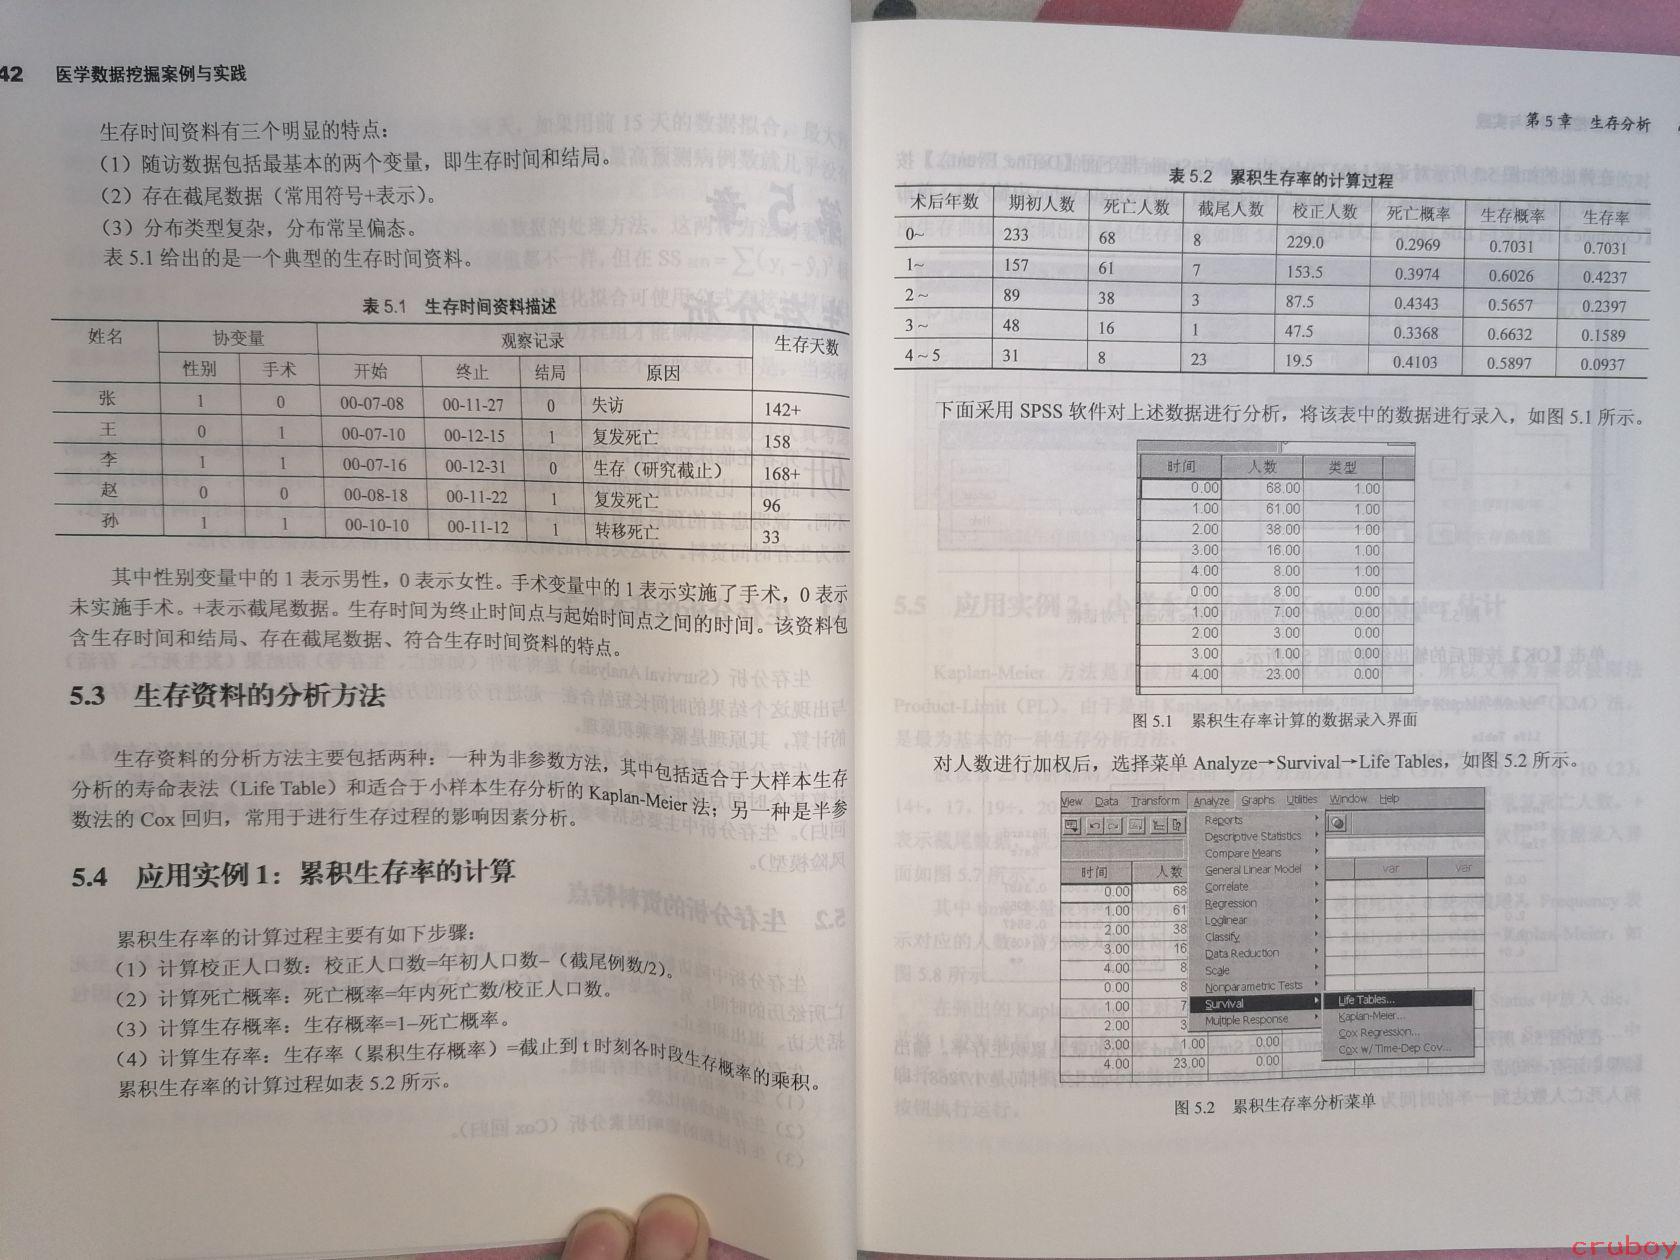 42 医学数据挖掘案例与实践
生存时间资料有三个明显的特点：
（1）随访数据包括最基本的两个变量，即生存时间和结局。
（2）存在截尾数据（常用符号+表示）。
（3）分布类型复杂，分布常呈偏态。
表 5.1 给出的是一个典型的生存时间资料。
表 5.1 生存时间资料描述
姓名 协变量 观察记录 生存天数
性别 手术 开始 终止 结局 原因
张 1 0 00-07-08 00-11-27 0 失访 142+
王 0 1 00-07-10 00-12-15 1 复发死亡 158
李 1 1 00-07-16 00-12-31 0 生存（研究截止） 168+
赵 0 0 00-08-18 00-11-22 1 复发死亡 96
孙 1 1 00-10-10 00-11-12 1 转移死亡 33
其中性别变量中的 1 表示男性，0 表示女性。手术变量中的 1 表示实施了手术，0 表示
未实施手术。+表示截尾数据。生存时间为终止时间点与起始时间点之间的时间。该资料包
含生存时间和结局、存在截尾数据、符合生存时间资料的特点。
5.3 生存资料的分析方法
生存资料的分析方法主要包括两种：一种为非参数方法，其中包括适合于大样本生存
分析的寿命表法（Life Table）和适合于小样本生存分析的 Kaplan-Meier 法；另一种是半参
数法的 Cox 回归，常用于进行生存过程的影响因素分析。
5.4 应用实例 1：累积生存率的计算
累积生存率的计算过程主要有如下步骤：
（1）计算校正人口数：校正人口数=年初人口数−（截尾例数/2）。
（2）计算死亡概率：死亡概率=年内死亡数/校正人口数。
（3）计算生存概率：生存概率=1−死亡概率。
（4）计算生存率：生存率（累积生存概率）=截止到 t 时刻各时段生存概率的乘积。
累积生存率的计算过程如表 5.2 所示。
第 5 章 生存分析
表 5.2 累积生存率的计算过程
术后年数 期初人数 死亡人数 截尾人数 校正人数 死亡概率 生存概率 生存率
0~ 233 68 8 229.0 0.2969 0.7031 0.7031
1~ 157 61 7 153.5 0.3974 0.6026 0.4237
2~ 89 38 3 87.5 0.4343 0.5657 0.2397
3~ 48 16 1 47.5 0.3368 0.6632 0.1589
4~5 31 8 23 19.5 0.4103 0.5897 0.0937
下面采用 SPSS 软件对上述数据进行分析，将该表中的数据进行录入，如图 5.1 所示。
时间 人数 类型
0.00 68.00 1.00
1.00 61.00 1.00
2.00 38.00 1.00
3.00 16.00 1.00
4.00 8.00 1.00
0.00 8.00 0.00
1.00 7.00 0.00
2.00 3.00 0.00
3.00 1.00 0.00
4.00 23.00 0.00
图 5.1 累积生存率计算的数据录入界面
对人数进行加权后，选择菜单 Analyze→Survival→Life Tables，如图 5.2 所示。
View Data Transform Analyze Graphs Utilities Window Help
Reports
Descriptive Statistics
Compare Means
General Linear Model
Correlate
Regression
Loglinear
Classify
Data Reduction
Scale
Nonparametric Tests
Survival
Multiple Response
Life Tables...
Kaplan-Meier...
Cox Regression...
Cox w/ Time-Dep Cov...
时间 人数 var var
0.00 68
1.00 61
2.00 38
3.00 16
4.00 8
0.00 8
1.00 7
2.00 3
3.00 1.00 0.00
4.00 23.00 0.00
图 5.2 累积生存率分析菜单
cruboy